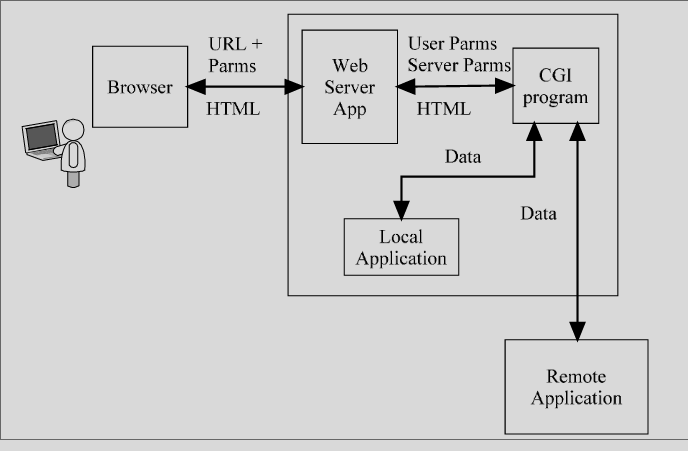 URL +
Parms
Browser
HTML
Web
Server
App
User Parms
Server Parms
HTML
CGI
program
Data
Data
Local
Application
Remote
Application